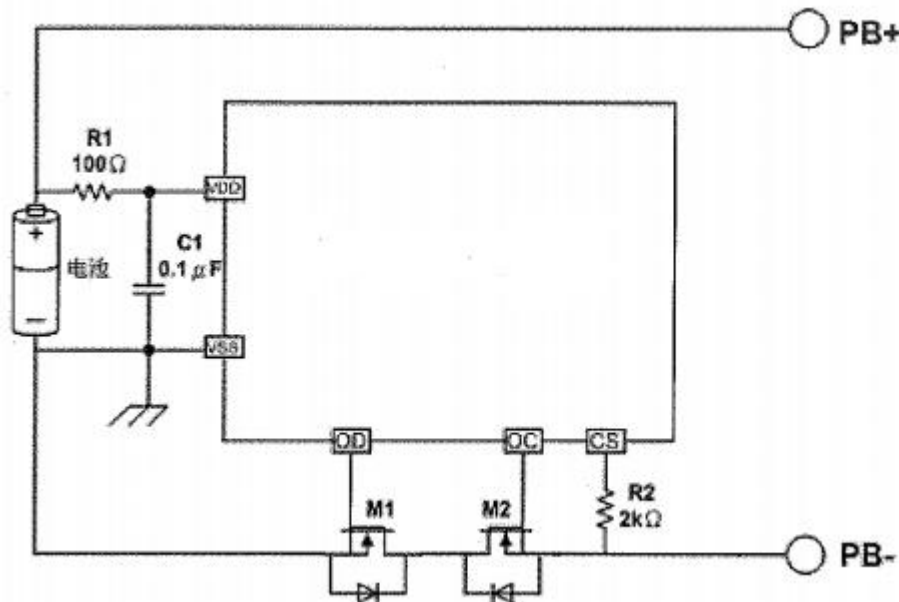 PB+
R1
100Ω
VDD
+
电池
C1
0.1μF
VSS
OD
OC
CS
M1
M2
R2
2kΩ
PB-